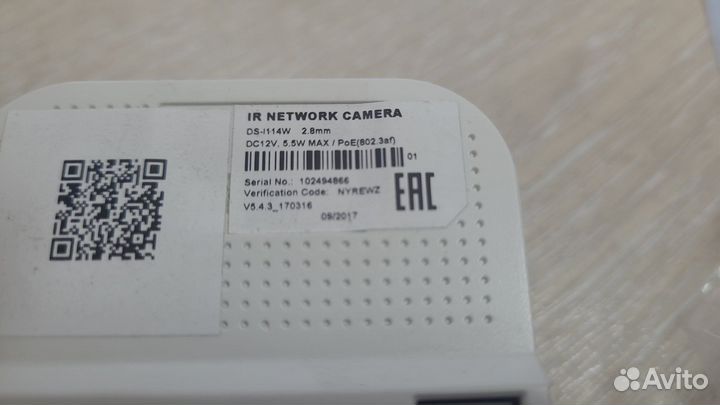 IR NETWORK CAMERA
DS-I114W 2.8mm
DC12V, 5.5W MAX / PoE(802.3af)
01
Serial No.: 102494866
Verification Code: NYREWZ
V5.4.3_170316
09/2017
EAC
Avito